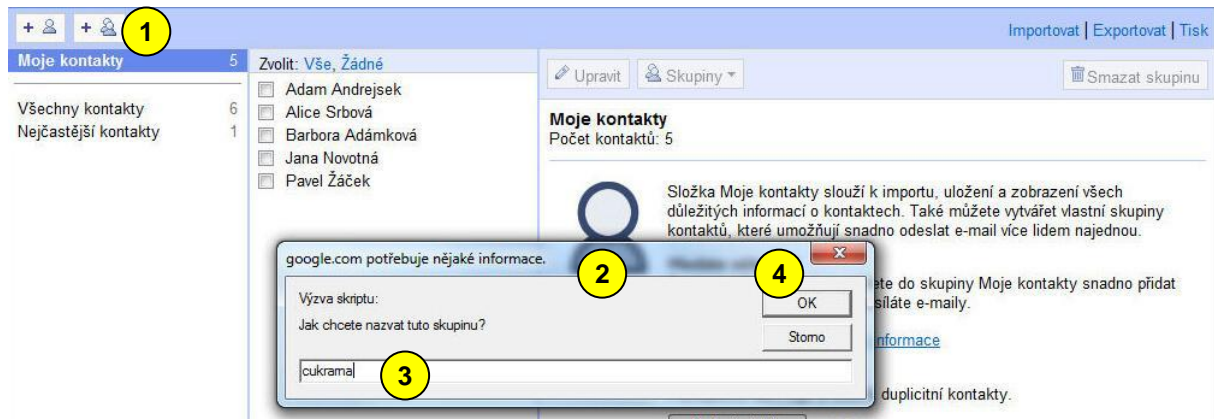 + +
1
Importovat | Exportovat | Tisk
Moje kontakty 5
Všechny kontakty 6
Nejčastější kontakty 1
Zvolit: Vše, Žádné
Adam Andrejsek
Alice Srbová
Barbora Adámková
Jana Novotná
Pavel Žáček
Upravit Skupiny Smazat skupinu
Moje kontakty
Počet kontaktů: 5
Složka Moje kontakty slouží k importu, uložení a zobrazení všech
důležitých informací o kontaktech. Také můžete vytvářet vlastní skupiny
kontaktů, které umožňují snadno odeslat e-mail více lidem najednou.
google.com potřebuje nějaké informace.
2
4
x
Výzva skriptu:
Jak chcete nazvat tuto skupinu?
OK
Storno
cukrama
3
do skupiny Moje kontakty snadno přidat
e-maily.
duplicitní kontakty.